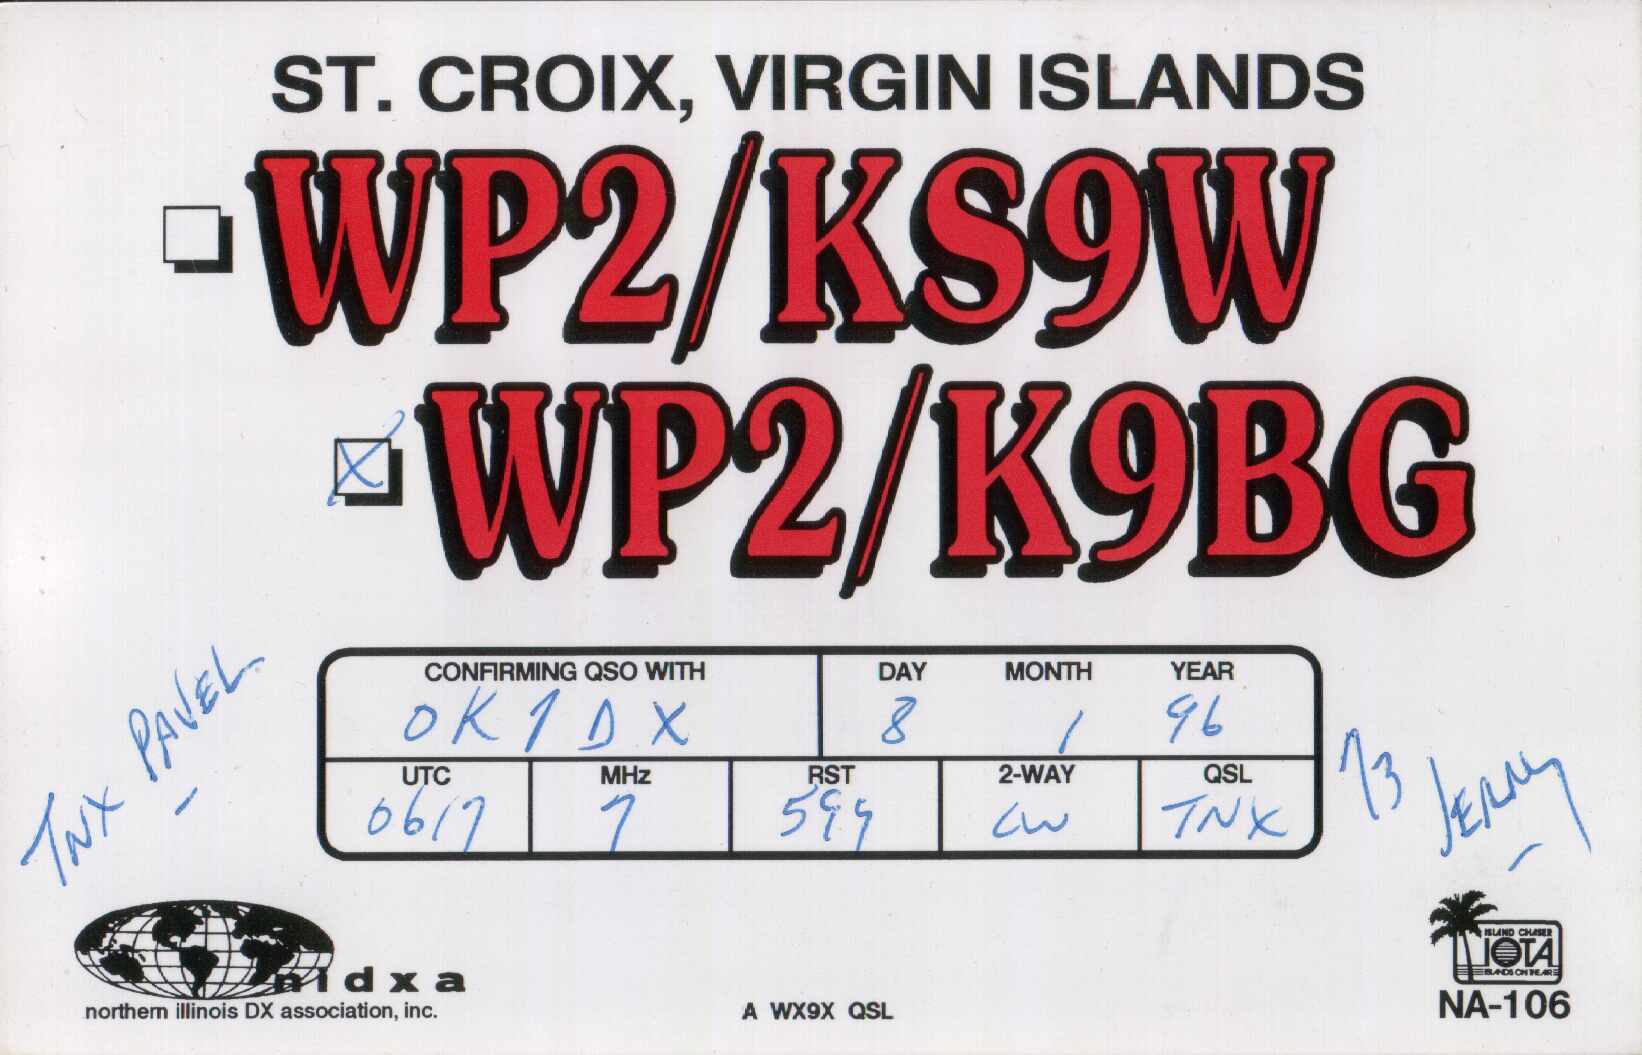 ST. CROIX, VIRGIN ISLANDS
WP2/KS9W
X WP2/K9BG
CONFIRMING QSO WITH DAY MONTH YEAR
OK1DX 8 1 96
UTC MHz RST 2-WAY QSL
0617 7 599 CW TNX
TNX PAVEL
73 JERRY
nidxa
northern illinois DX association, inc.
A WX9X QSL
ISLAND CHASER
IOTA
ISLANDS ON THE AIR
NA-106